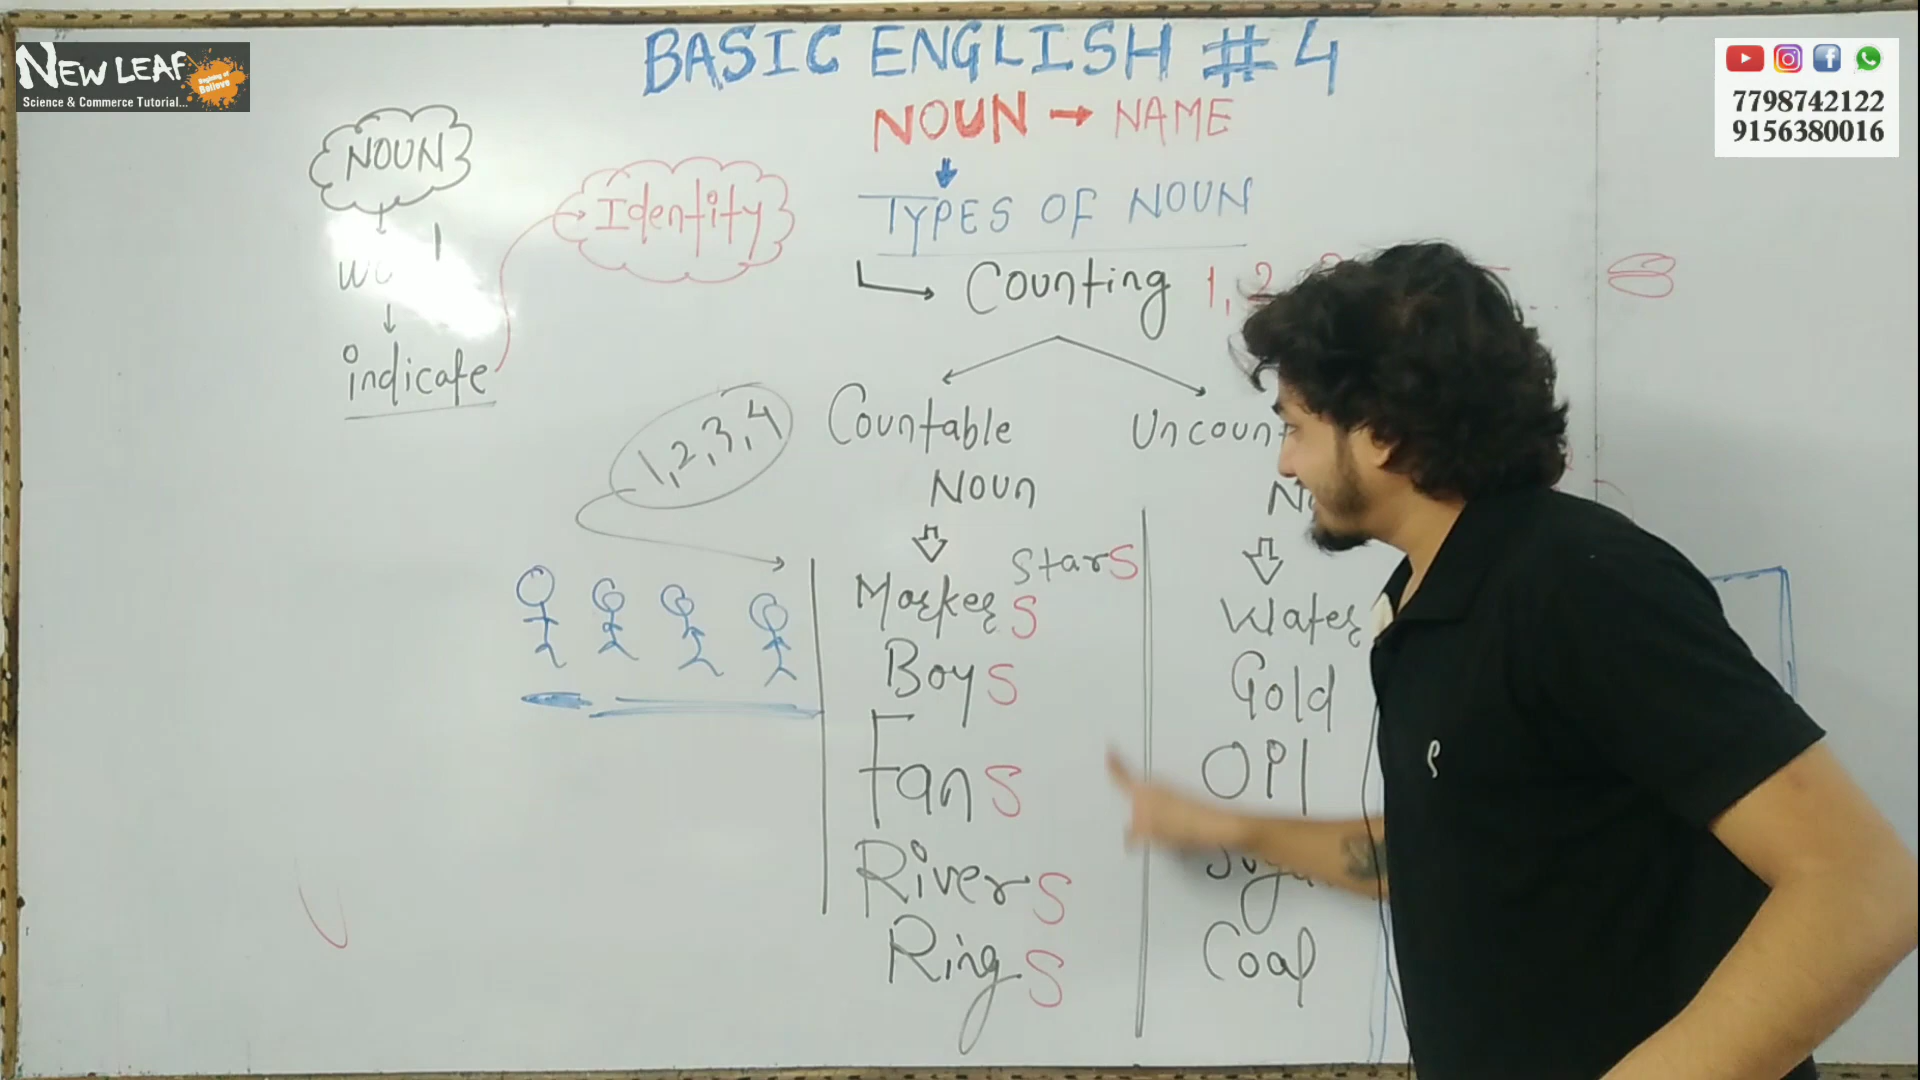 NEW LEAF
Science & Commerce Tutorial...
7798742122
9156380016
BASIC ENGLISH # 4
NOUN → NAME
TYPES OF NOUN
Counting 1, 2
NOUN
Identity
indicate
1, 2, 3, 4
Countable
Noun
Uncount
StarS
MarkerS
BoyS
FanS
RiverS
RingS
Water
Gold
Oil
Coal